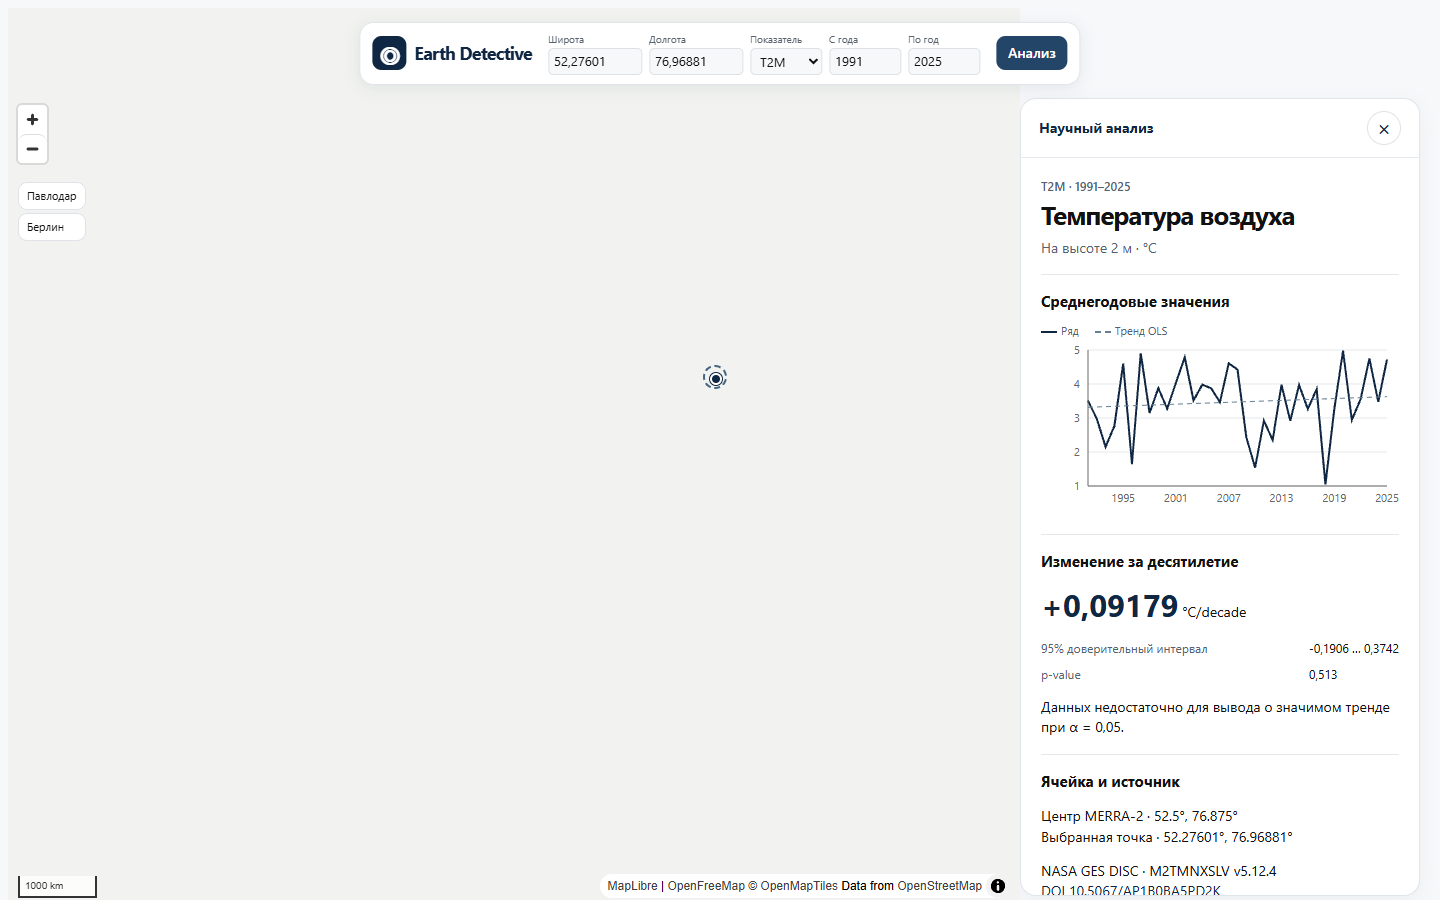 Earth Detective
Широта
52,27601
Долгота
76,96881
Показатель
T2M
С года
1991
По год
2025
Анализ
+
−
Павлодар
Берлин
Научный анализ
×
T2M · 1991–2025
Температура воздуха
На высоте 2 м · °C
Среднегодовые значения
Ряд
Тренд OLS
5
4
3
2
1
1995 2001 2007 2013 2019 2025
Изменение за десятилетие
+0,09179 °C/decade
95% доверительный интервал -0,1906 … 0,3742
p-value 0,513
Данных недостаточно для вывода о значимом тренде
при α = 0,05.
Ячейка и источник
Центр MERRA-2 · 52.5°, 76.875°
Выбранная точка · 52.27601°, 76.96881°
NASA GES DISC · M2TMNXSLV v5.12.4
DOI 10.5067/AP1B0BA5PD2K
1000 km
MapLibre | OpenFreeMap © OpenMapTiles Data from OpenStreetMap